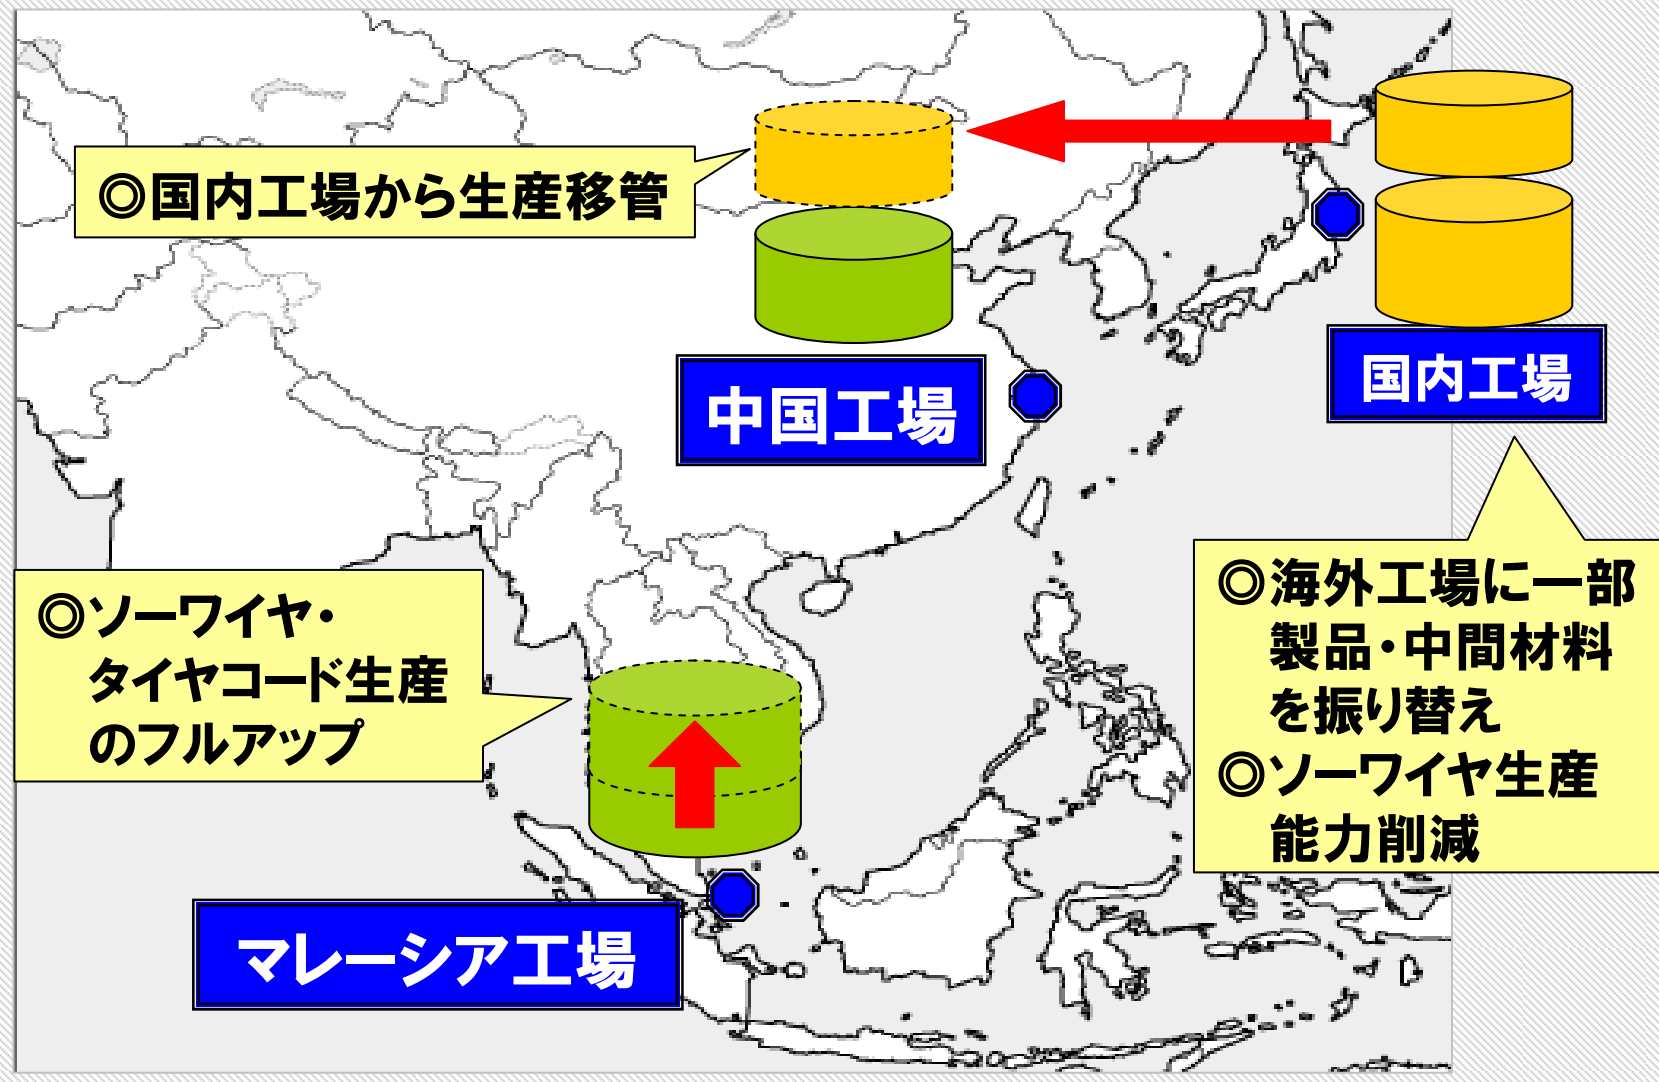 ◎国内工場から生産移管
中国工場
国内工場
◎ソーワイヤ・
タイヤコード生産
のフルアップ
◎海外工場に一部
製品・中間材料
を振り替え
◎ソーワイヤ生産
能力削減
マレーシア工場